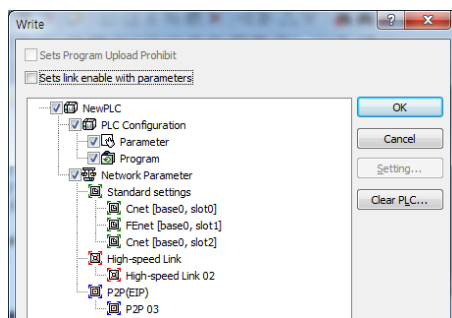 Write
Sets Program Upload Prohibit
Sets link enable with parameters
NewPLC
OK
PLC Configuration
Parameter
Cancel
Program
Network Parameter
Setting...
Standard settings
Cnet [base0, slot0]
Clear PLC...
FEnet [base0, slot1]
Cnet [base0, slot2]
High-speed Link
High-speed Link 02
P2P(EIP)
P2P 03